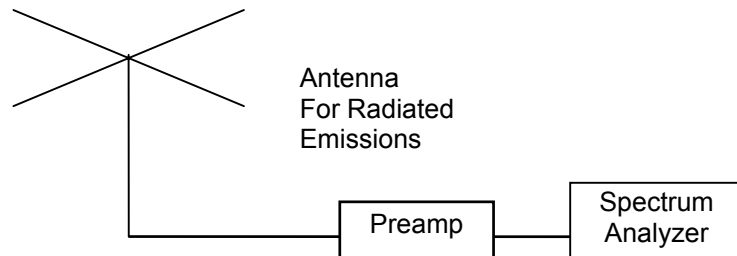 Antenna
For Radiated
Emissions
Preamp
Spectrum
Analyzer